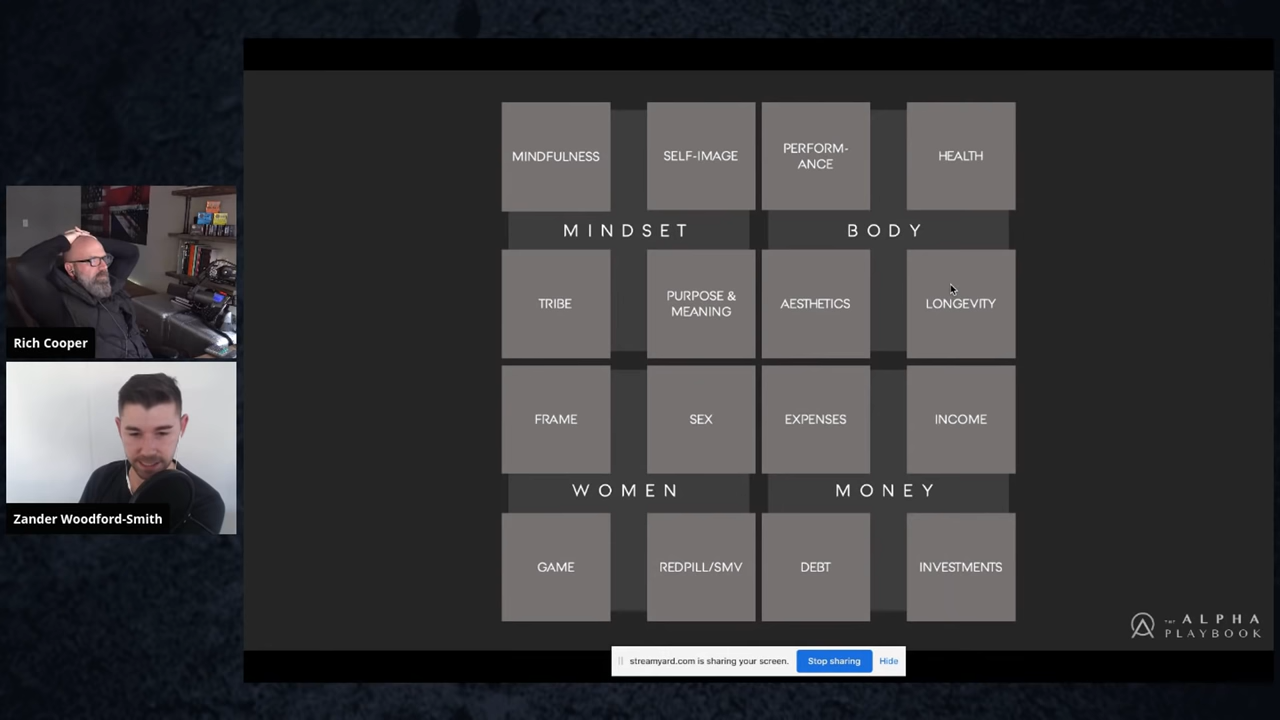 MINDFULNESS
SELF-IMAGE
PERFORM-
ANCE
HEALTH
MINDSET
BODY
TRIBE
PURPOSE &
MEANING
AESTHETICS
LONGEVITY
FRAME
SEX
EXPENSES
INCOME
WOMEN
MONEY
GAME
REDPILL/SMV
DEBT
INVESTMENTS
Rich Cooper
Zander Woodford-Smith
THE ALPHA
PLAYBOOK
streamyard.com is sharing your screen.
Stop sharing
Hide